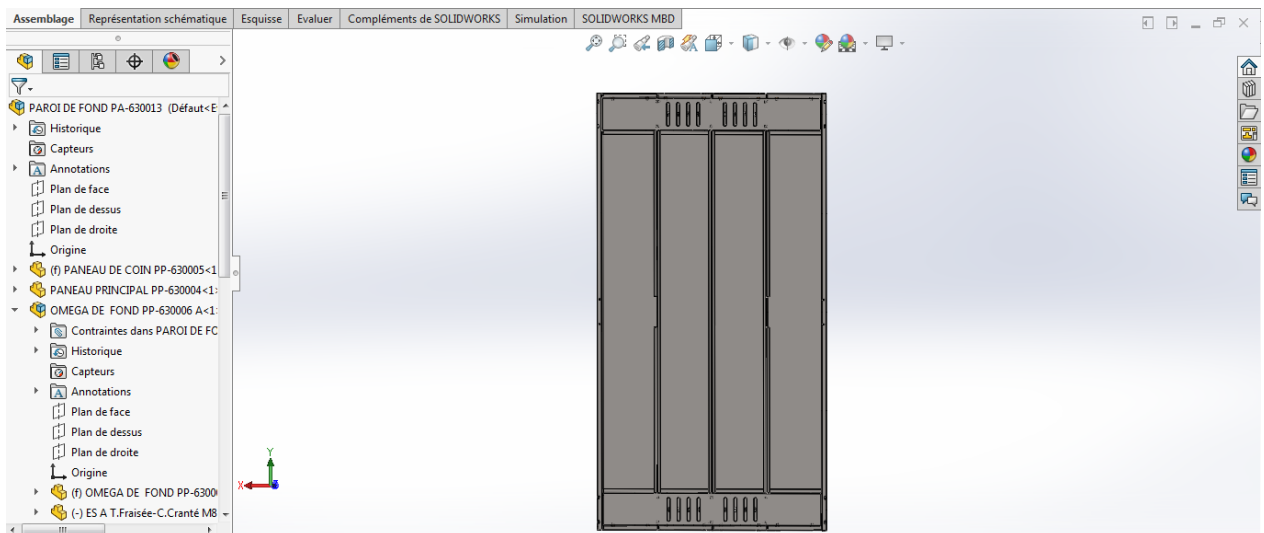 Assemblage Représentation schématique Esquisse Evaluer Compléments de SOLIDWORKS Simulation SOLIDWORKS MBD
PAROI DE FOND PA-630013 (Défaut<E
Historique
Capteurs
A Annotations
Plan de face
Plan de dessus
Plan de droite
Origine
(f) PANEAU DE COIN PP-630005<1
PANEAU PRINCIPAL PP-630004<1>
OMEGA DE FOND PP-630006 A<1>
Contraintes dans PAROI DE FO
Historique
Capteurs
A Annotations
Plan de face
Plan de dessus
Plan de droite
Origine
(f) OMEGA DE FOND PP-6300
(-) ES A T.Fraisée-C.Cranté M8
Y
X